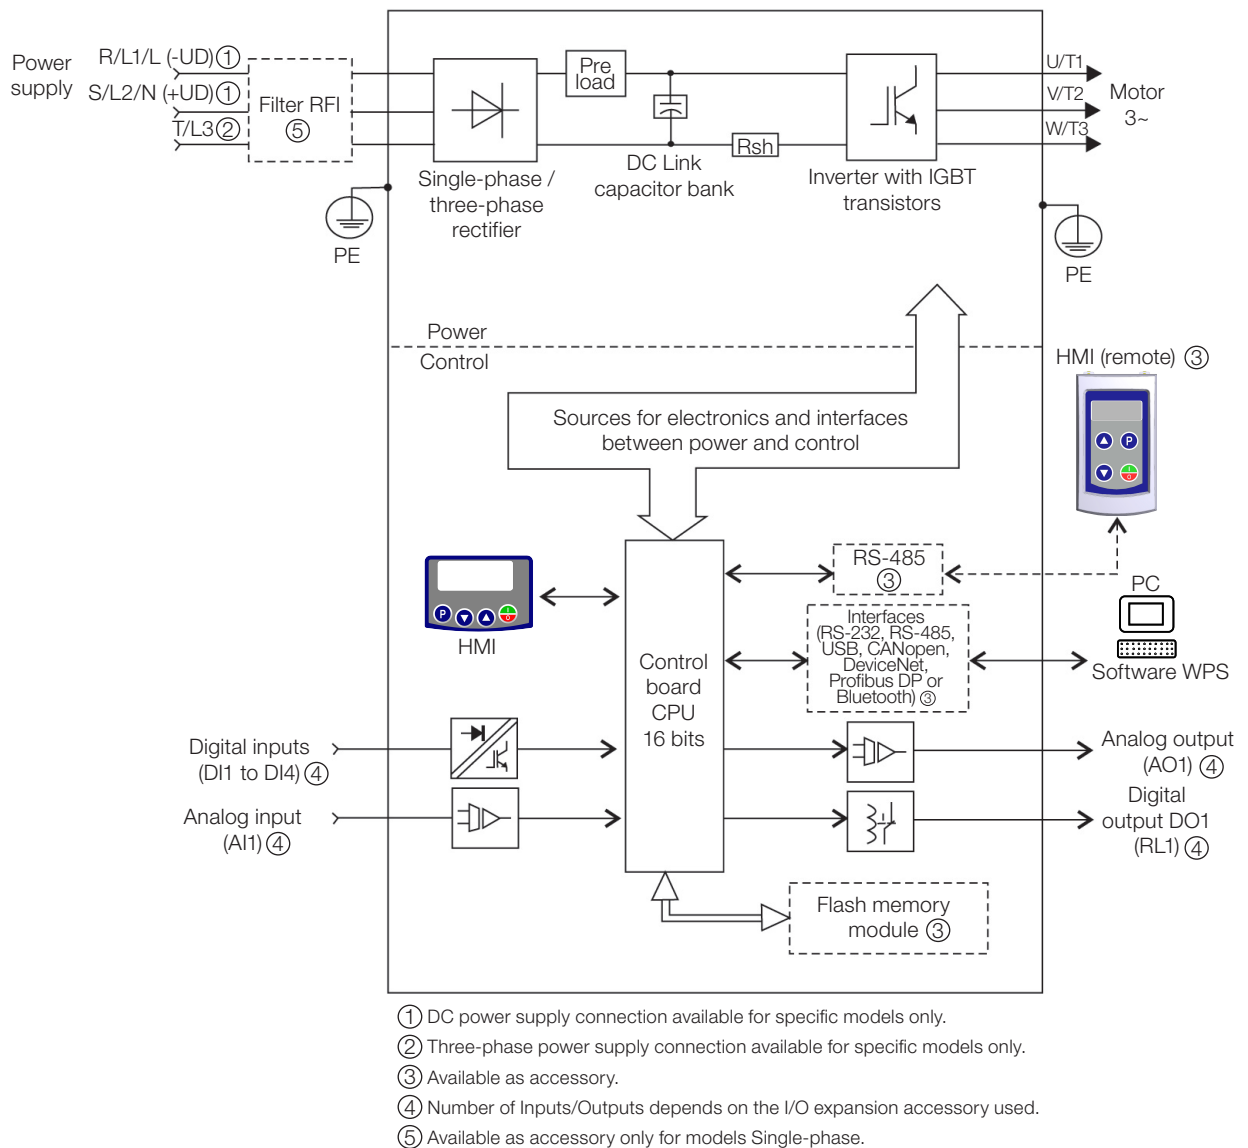 Power
supply
R/L1/L (-UD) ①
S/L2/N (+UD) ①
T/L3 ②
Filter RFI
⑤
PE
Single-phase /
three-phase
rectifier
Pre
load
DC Link
capacitor bank
Rsh
Inverter with IGBT
transistors
U/T1
V/T2
W/T3
Motor
3~
PE
Power
Control
Sources for electronics and interfaces
between power and control
HMI (remote) ③
P
I
O
P
I
O
HMI
Control
board
CPU
16 bits
RS-485
③
Interfaces
(RS-232, RS-485,
USB, CANopen,
DeviceNet,
Profibus DP or
Bluetooth) ③
PC
Software WPS
Digital inputs
(DI1 to DI4) ④
Analog input
(AI1) ④
Analog output
(AO1) ④
Digital
output DO1
(RL1) ④
Flash memory
module ③
① DC power supply connection available for specific models only.
② Three-phase power supply connection available for specific models only.
③ Available as accessory.
④ Number of Inputs/Outputs depends on the I/O expansion accessory used.
⑤ Available as accessory only for models Single-phase.